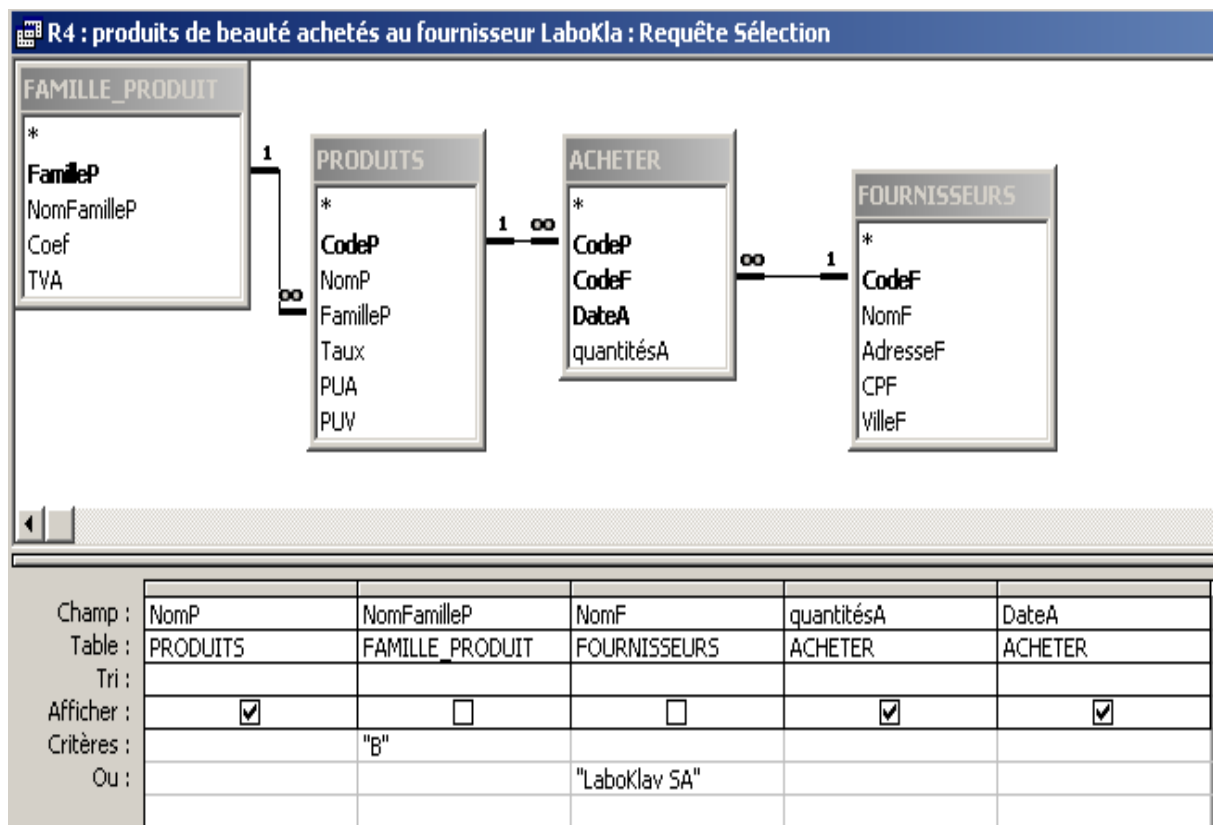 R4 : produits de beauté achetés au fournisseur LaboKla : Requête Sélection
FAMILLE_PRODUIT
*
FamilleP
NomFamilleP
Coef
TVA
1
∞
PRODUITS
*
CodeP
NomP
FamilleP
Taux
PUA
PUV
1 ∞
ACHETER
*
CodeP
CodeF
DateA
quantitésA
∞ 1
FOURNISSEURS
*
CodeF
NomF
AdresseF
CPF
VilleF
Champ : NomP NomFamilleP NomF quantitésA DateA
Table : PRODUITS FAMILLE_PRODUIT FOURNISSEURS ACHETER ACHETER
Tri :
Afficher :
Critères : "B"
Ou : "LaboKlav SA"